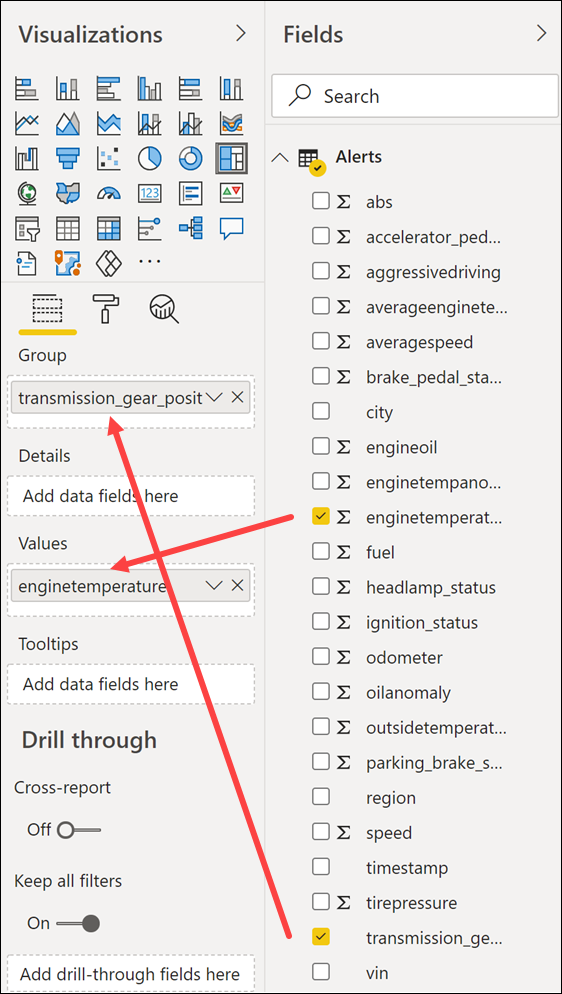 Visualizations
123
Group
transmission_gear_posit
Details
Add data fields here
Values
enginetemperature
Tooltips
Add data fields here
Drill through
Cross-report
Off
Keep all filters
On
Add drill-through fields here
Fields
Search
Alerts
Σ abs
Σ accelerator_ped...
Σ aggressivedriving
Σ averageenginete...
Σ averagespeed
Σ brake_pedal_sta...
city
Σ engineoil
Σ enginetempano...
Σ enginetemperat...
Σ fuel
Σ headlamp_status
Σ ignition_status
Σ odometer
Σ oilanomaly
Σ outsidetemperat...
Σ parking_brake_s...
region
Σ speed
timestamp
Σ tirepressure
transmission_ge...
vin